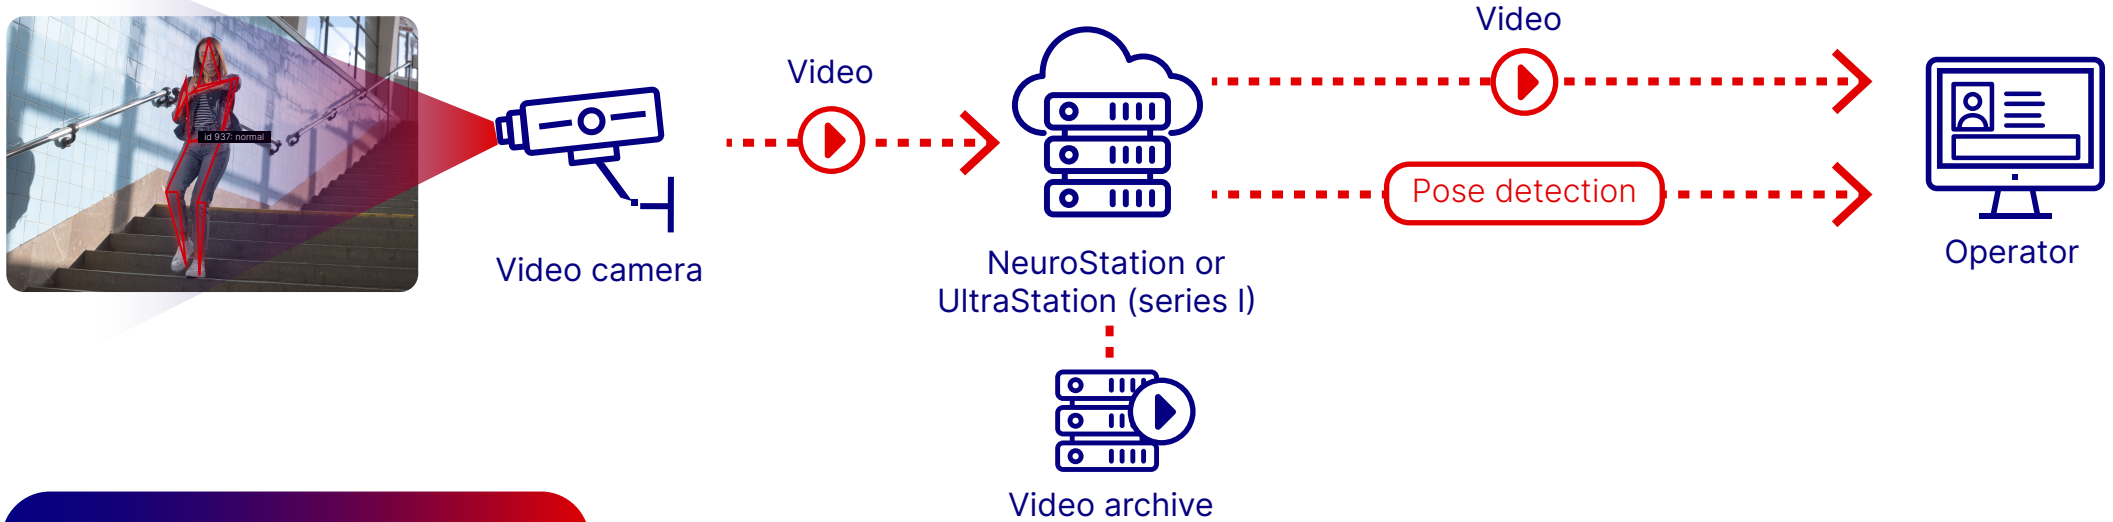 Video
Video
id 937: normal
Pose detection
NeuroStation or
UltraStation (series I)
Video camera
Operator
Video archive